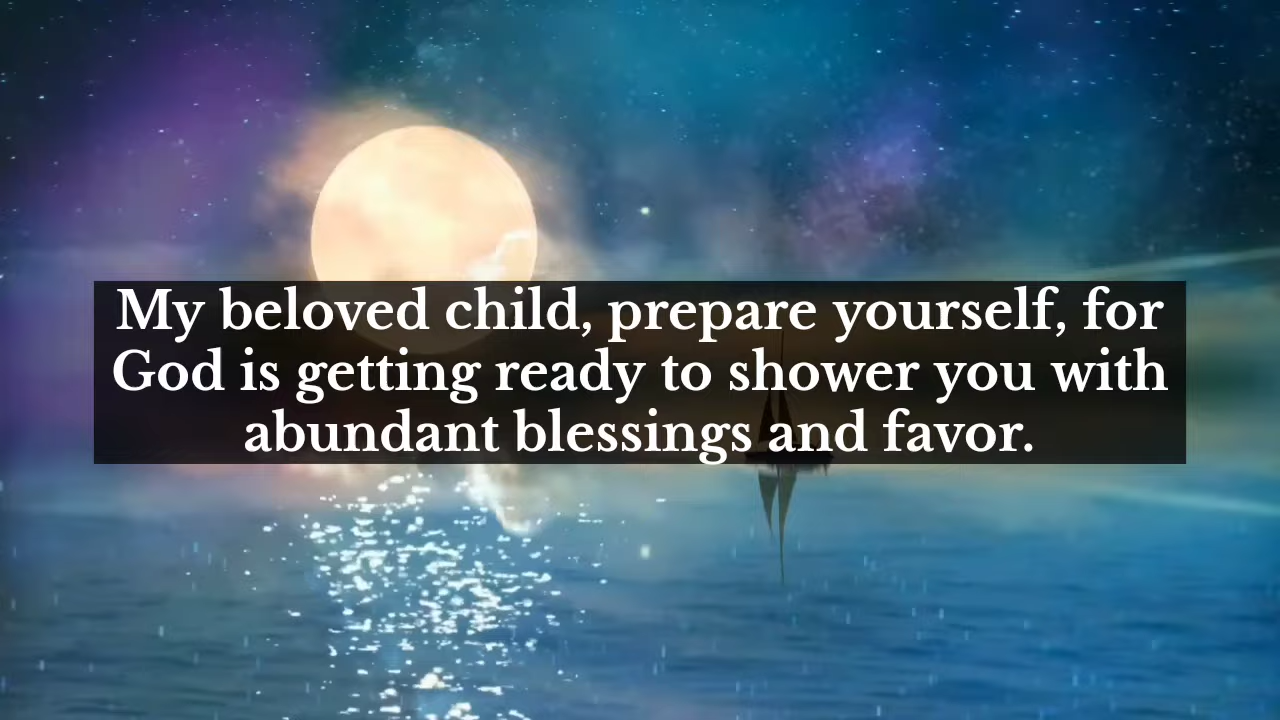 My beloved child, prepare yourself, for
God is getting ready to shower you with
abundant blessings and favor.